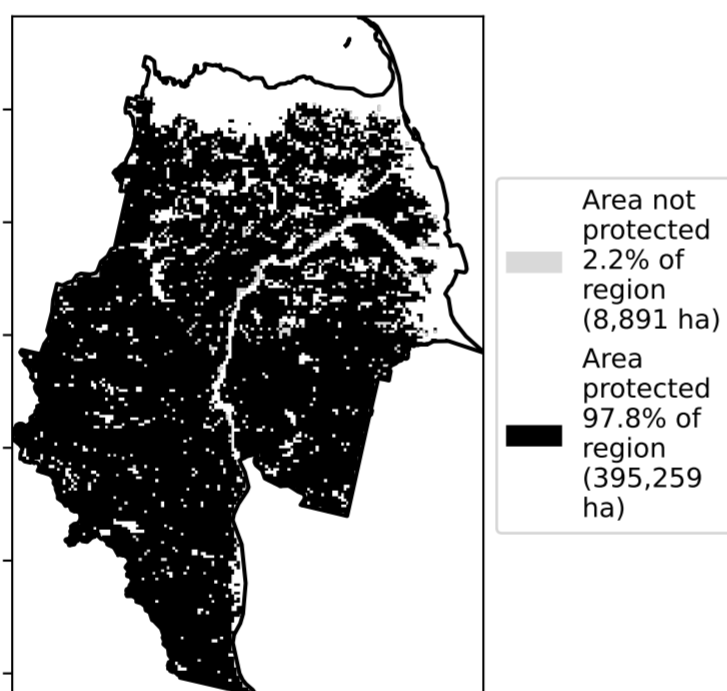 Area not
protected
2.2% of
region
(8,891 ha)
Area
protected
97.8% of
region
(395,259
ha)